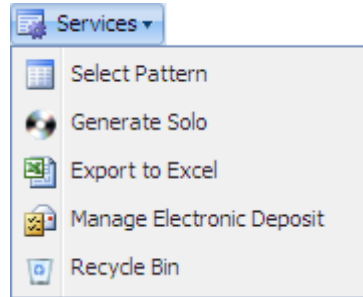 Services
Select Pattern
Generate Solo
Export to Excel
Manage Electronic Deposit
Recycle Bin